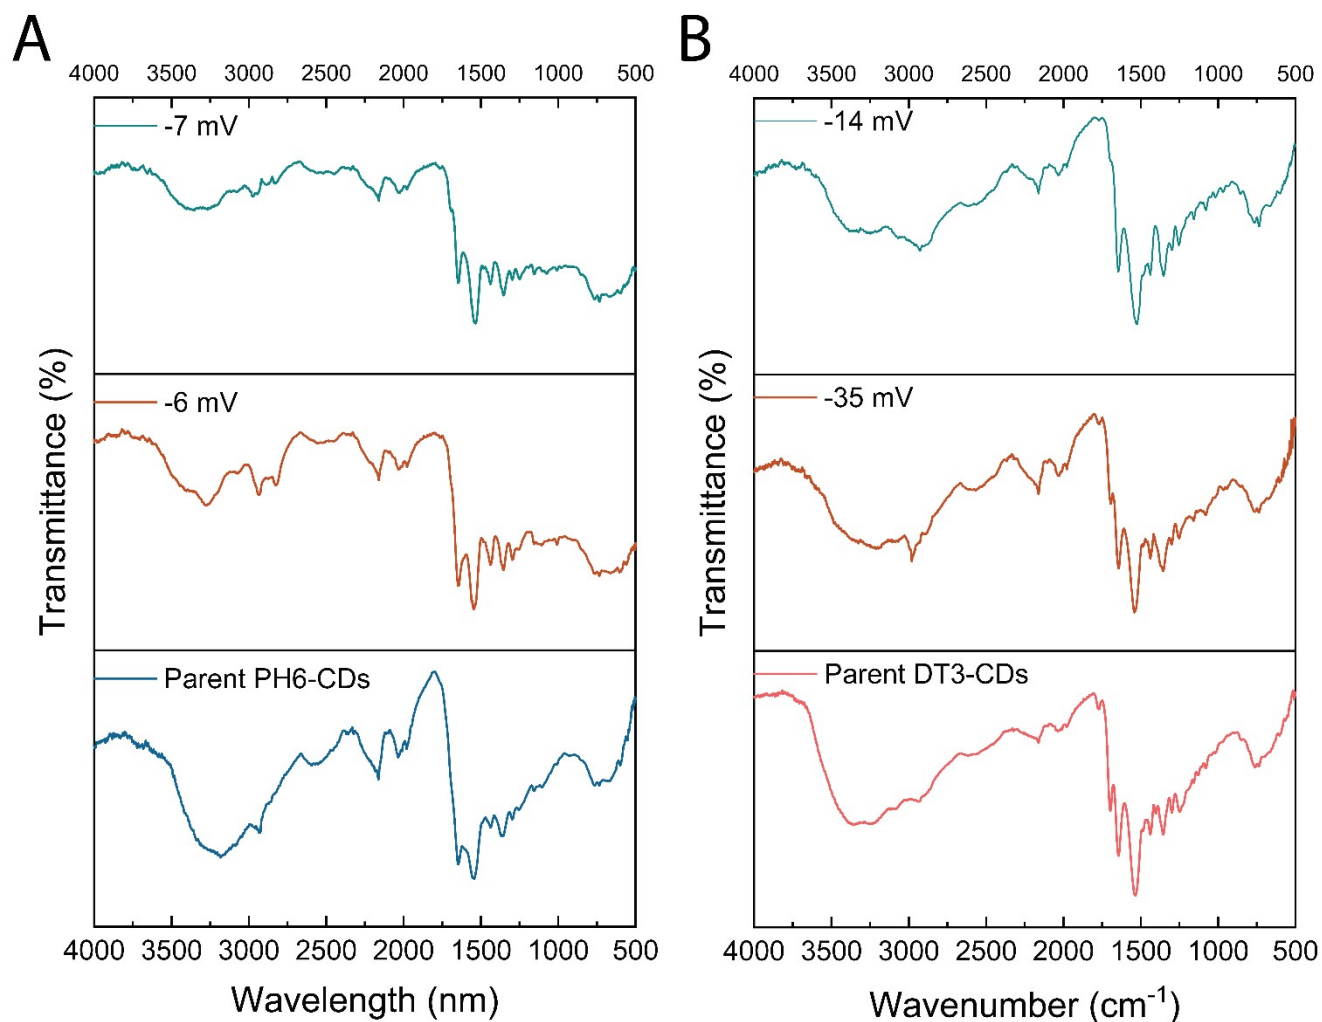 A
4000 3500 3000 2500 2000 1500 1000 500
-7 mV
-6 mV
Parent PH6-CDs
Transmittance (%)
4000 3500 3000 2500 2000 1500 1000 500
Wavelength (nm)
B
4000 3500 3000 2500 2000 1500 1000 500
-14 mV
-35 mV
Parent DT3-CDs
Transmittance (%)
4000 3500 3000 2500 2000 1500 1000 500
Wavenumber (cm⁻¹)